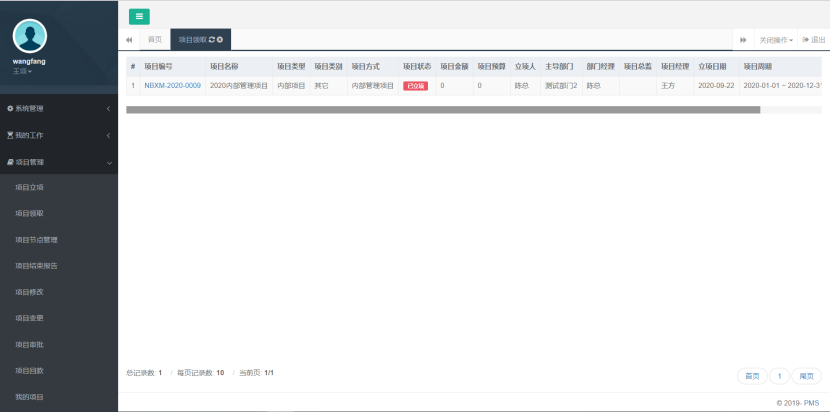 wangfang
王项
系统管理
我的工作
项目管理
项目立项
项目领取
项目节点管理
项目结束报告
项目修改
项目变更
项目审批
项目回款
我的项目
首页 项目领取 关闭操作 退出
# 项目编号 项目名称 项目类型 项目类别 项目方式 项目状态 项目金额 项目预算 立项人 主导部门 部门经理 项目总监 项目经理 立项日期 项目周期
1 NBXM-2020-0009 2020内部管理项目 内部项目 其它 内部管理项目 已立项 0 0 陈总 测试部门2 陈总 王方 2020-09-22 2020-01-01 ~ 2020-12-31
总记录数: 1 / 每页记录数: 10 / 当前页: 1/1
首页 1 尾页
© 2019- PMS